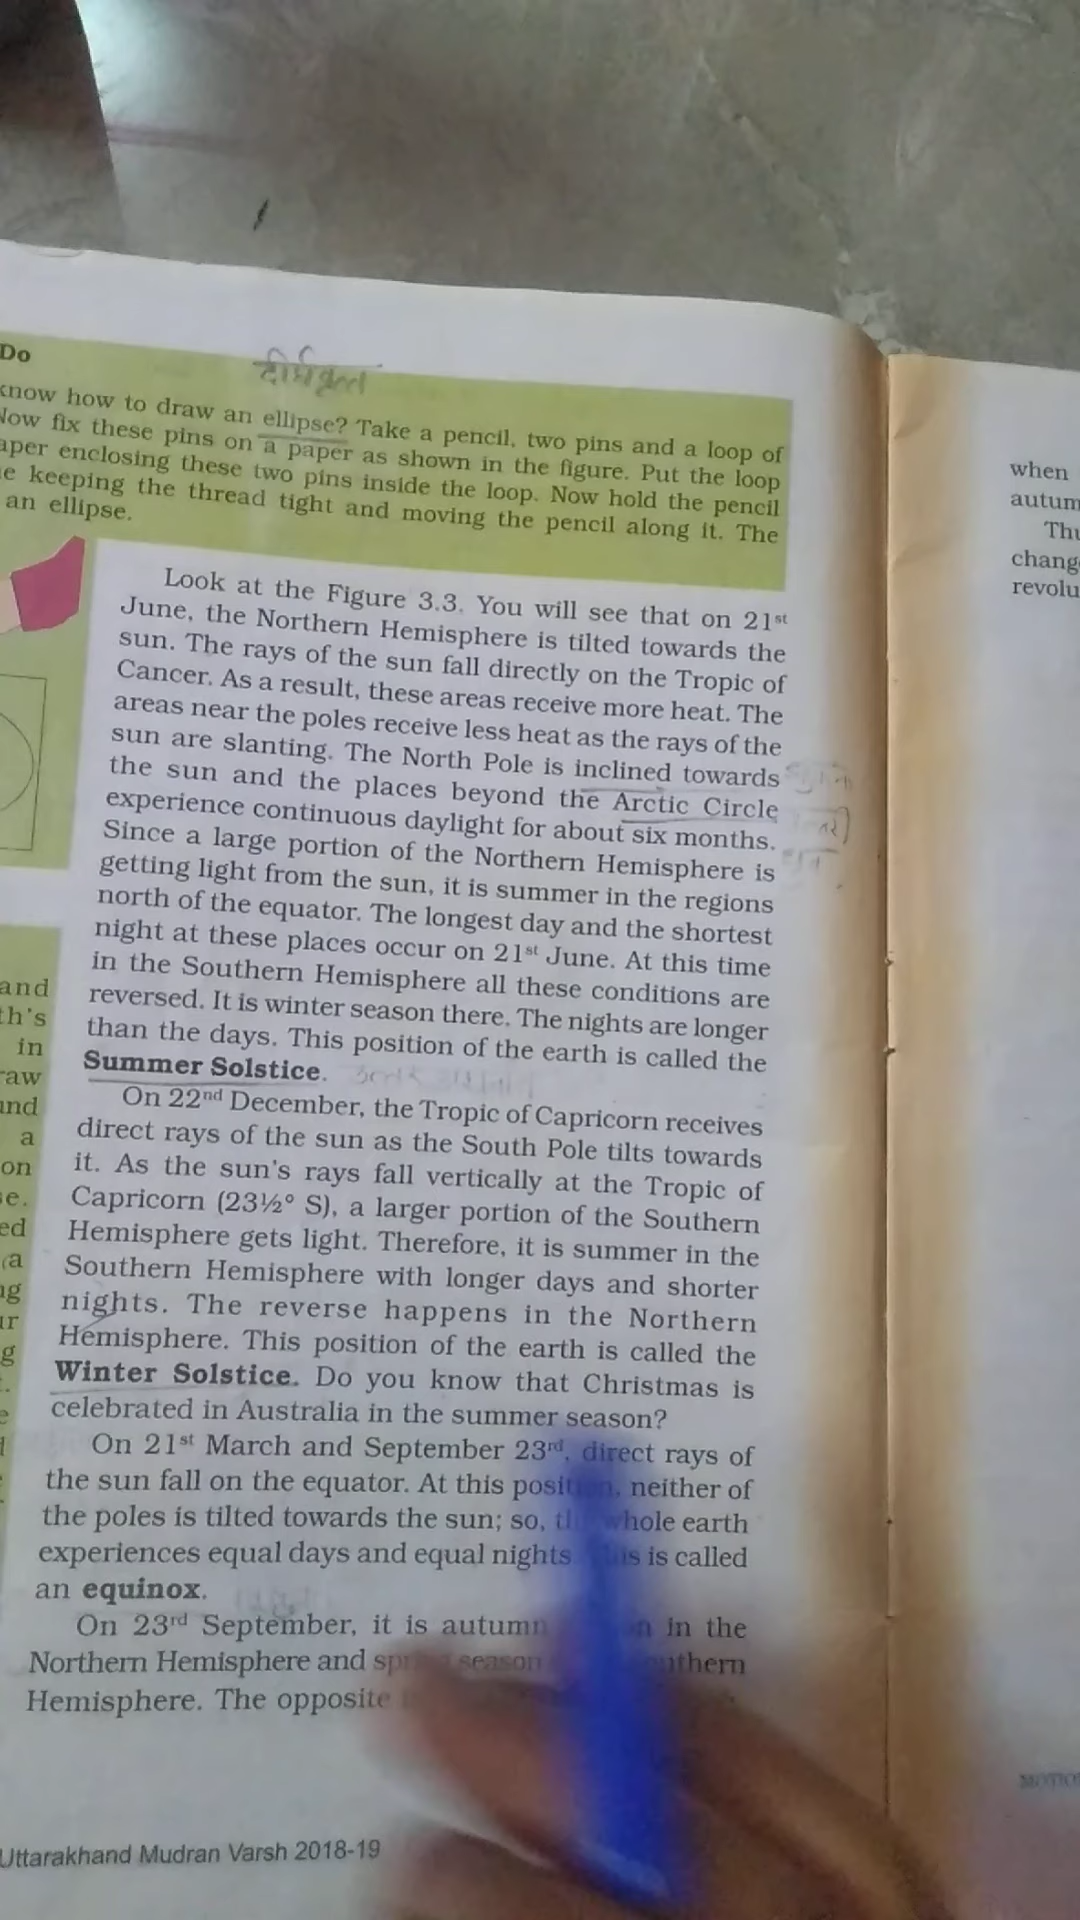 Do
दीर्घवृत्त
know how to draw an ellipse? Take a pencil, two pins and a loop of
Now fix these pins on a paper as shown in the figure. Put the loop
aper enclosing these two pins inside the loop. Now hold the pencil
e keeping the thread tight and moving the pencil along it. The
an ellipse.
Look at the Figure 3.3. You will see that on 21st
June, the Northern Hemisphere is tilted towards the
sun. The rays of the sun fall directly on the Tropic of
Cancer. As a result, these areas receive more heat. The
areas near the poles receive less heat as the rays of the
sun are slanting. The North Pole is inclined towards
the sun and the places beyond the Arctic Circle
experience continuous daylight for about six months.
Since a large portion of the Northern Hemisphere is
getting light from the sun, it is summer in the regions
north of the equator. The longest day and the shortest
night at these places occur on 21st June. At this time
in the Southern Hemisphere all these conditions are
reversed. It is winter season there. The nights are longer
than the days. This position of the earth is called the
Summer Solstice.
On 22nd December, the Tropic of Capricorn receives
direct rays of the sun as the South Pole tilts towards
it. As the sun's rays fall vertically at the Tropic of
Capricorn (23½° S), a larger portion of the Southern
Hemisphere gets light. Therefore, it is summer in the
Southern Hemisphere with longer days and shorter
nights. The reverse happens in the Northern
Hemisphere. This position of the earth is called the
Winter Solstice. Do you know that Christmas is
celebrated in Australia in the summer season?
On 21st March and September 23rd, direct rays of
the sun fall on the equator. At this position, neither of
the poles is tilted towards the sun; so, whole earth
experiences equal days and equal nights is called
an equinox.
On 23rd September, it is autumn in the
Northern Hemisphere and season
Hemisphere. The opposite
and
th's
in
raw
and
a
on
se.
ed
a
ng
ur
g
Uttarakhand Mudran Varsh 2018-19
when
autum
Thu
change
revolu
MOTIO